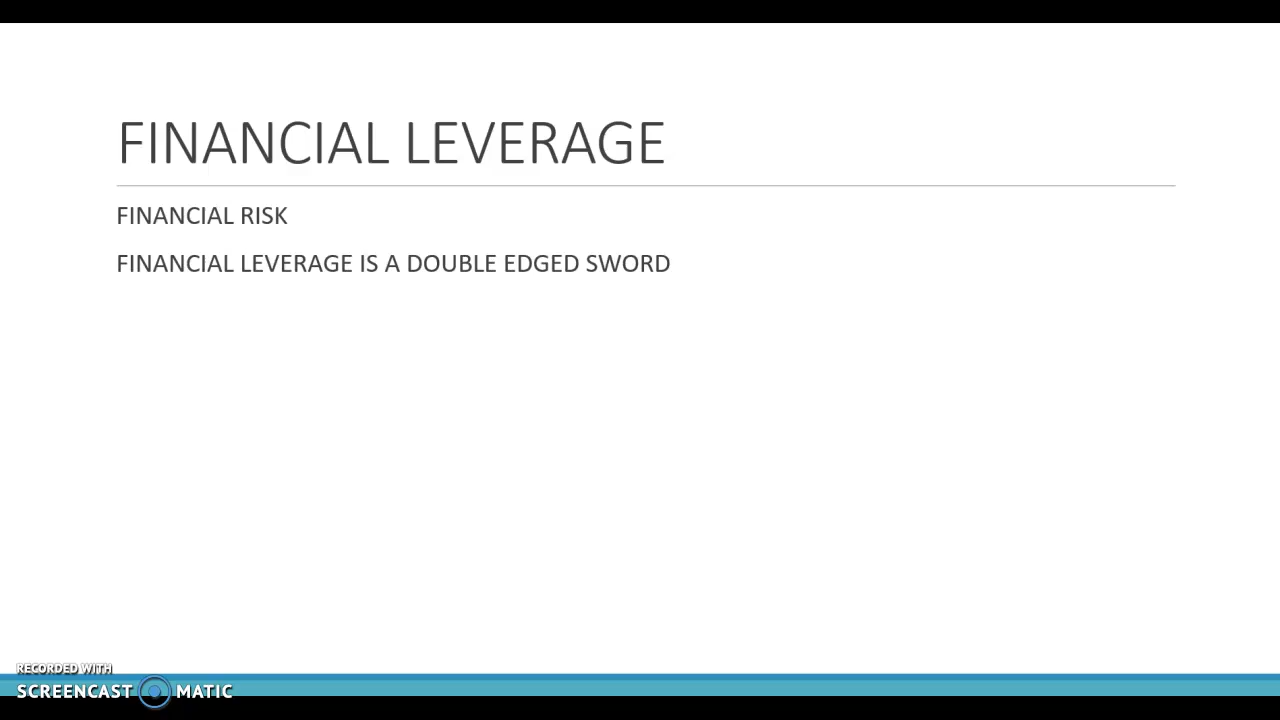 FINANCIAL LEVERAGE
FINANCIAL RISK
FINANCIAL LEVERAGE IS A DOUBLE EDGED SWORD
RECORDED WITH
SCREENCAST MATIC